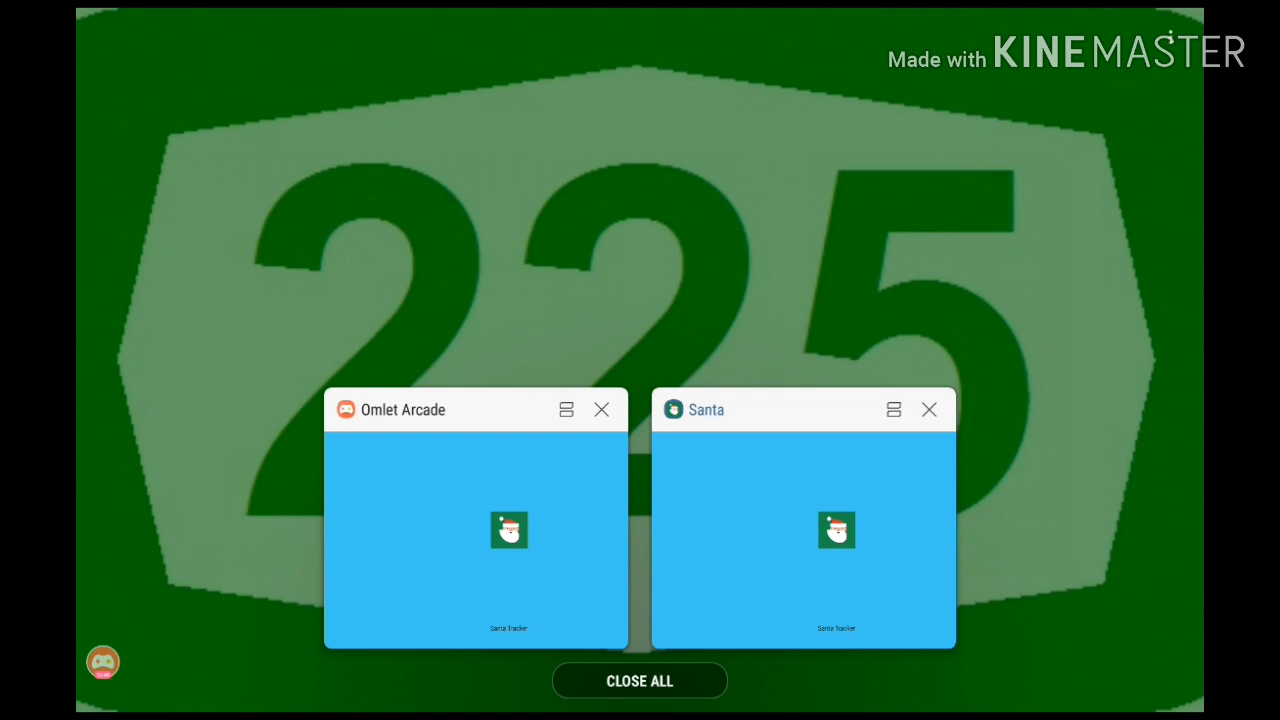 Made with KINEMASTER
225
Omlet Arcade
Santa
Santa Tracker
Santa Tracker
CLOSE ALL